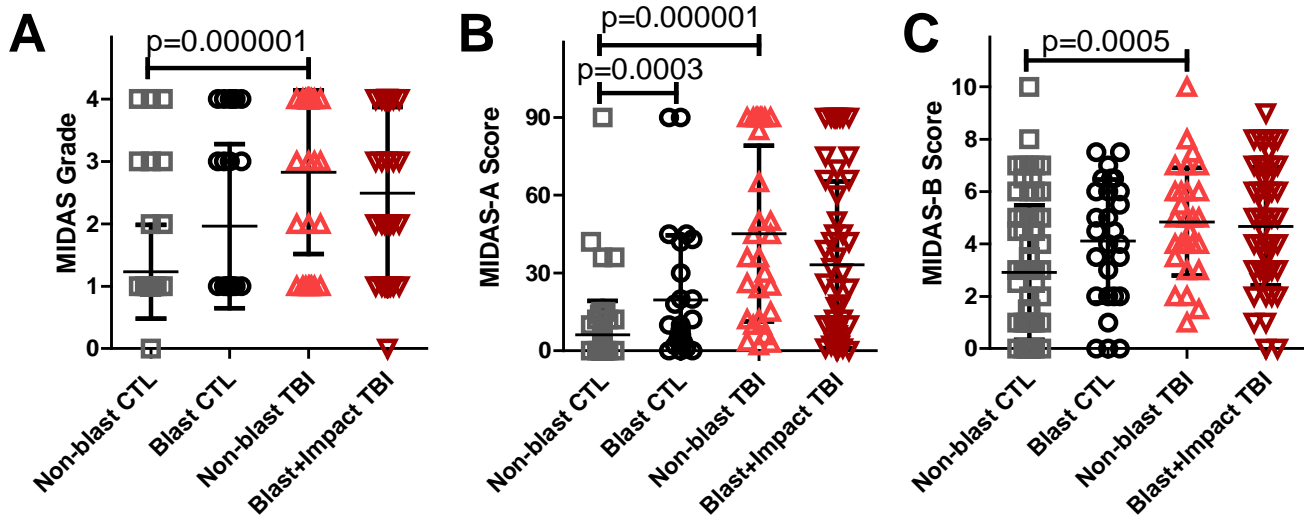 A
p=0.000001
MIDAS Grade
4
3
2
1
0
Non-blast CTL
Blast CTL
Non-blast TBI
Blast+Impact TBI
B
p=0.000001
p=0.0003
MIDAS-A Score
90
60
30
0
Non-blast CTL
Blast CTL
Non-blast TBI
Blast+Impact TBI
C
p=0.0005
MIDAS-B Score
10
8
6
4
2
0
Non-blast CTL
Blast CTL
Non-blast TBI
Blast+Impact TBI